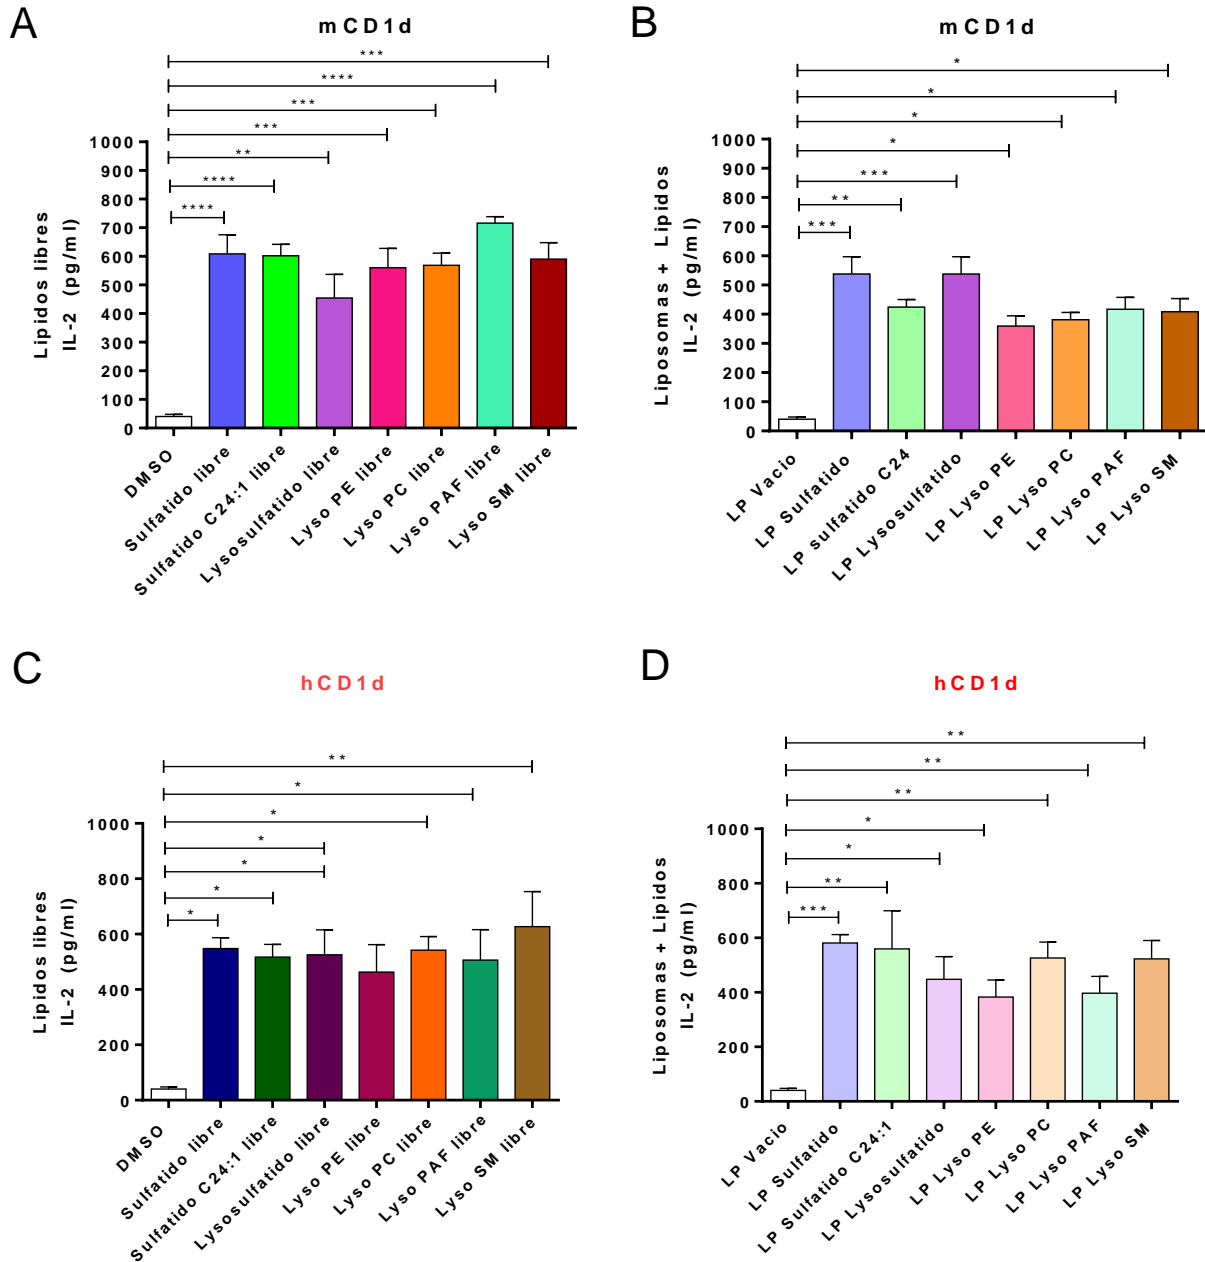 A
mCD1d
***
****
***
***
**
****
****
Lipidos libres
IL-2 (pg/ml)
1000
900
800
700
600
500
400
300
200
100
0
DMSO
Sulfatido libre
Sulfatido C24:1 libre
Lysosulfatido libre
Lyso PE libre
Lyso PC libre
Lyso PAF libre
Lyso SM libre
B
mCD1d
*
*
*
*
***
**
***
Liposomas + Lipidos
IL-2 (pg/ml)
1000
900
800
700
600
500
400
300
200
100
0
LP Vacio
LP Sulfatido
LP sulfatido C24
LP Lysosulfatido
LP Lyso PE
LP Lyso PC
LP Lyso PAF
LP Lyso SM
C
hCD1d
**
*
*
*
*
*
*
Lipidos libres
IL-2 (pg/ml)
1000
800
600
400
200
0
DMSO
Sulfatido libre
Sulfatido C24:1 libre
Lysosulfatido libre
Lyso PE libre
Lyso PC libre
Lyso PAF libre
Lyso SM libre
D
hCD1d
**
**
**
*
*
**
***
Liposomas + Lipidos
IL-2 (pg/ml)
1000
800
600
400
200
0
LP Vacio
LP Sulfatido
LP Sulfatido C24:1
LP Lysosulfatido
LP Lyso PE
LP Lyso PC
LP Lyso PAF
LP Lyso SM